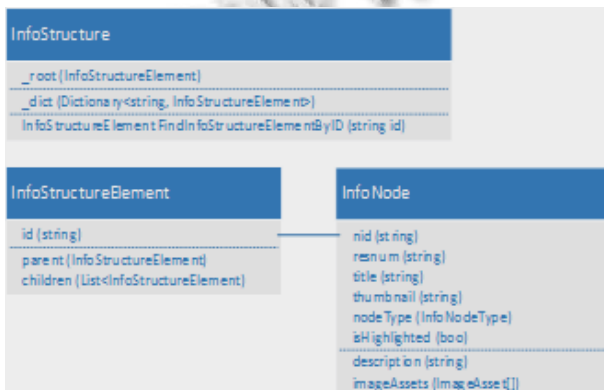 InfoStructure
_root (InfoStructureElement)
_dict (Dictionary<string, InfoStructureElement>)
InfoStructureElement FindInfoStructureElementByID (string id)
InfoStructureElement
id (string)
parent (InfoStructureElement)
children (List<InfoStructureElement)
InfoNode
nid (string)
resnum (string)
title (string)
thumbnail (string)
nodeType (InfoNodeType)
isHighlighted (boo)
description (string)
imageAssets (ImageAsset[])